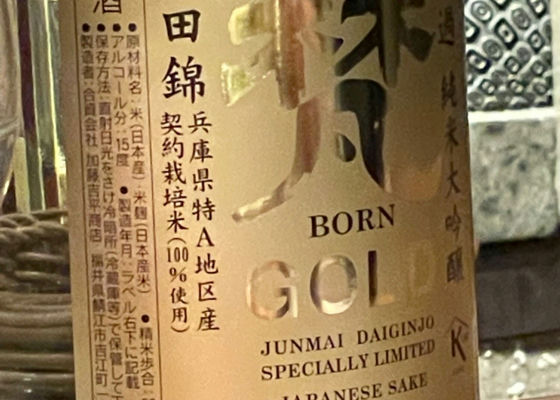 過 純米大吟醸
梵
BORN
GOLD
JUNMAI DAIGINJO
SPECIALLY LIMITED
JAPANESE SAKE
K
兵庫県特A地区産
契約栽培米(100%使用)
田錦
酒
●原材料名:米(日本産)・米麹(日本産米) ●精米歩合:
●アルコール分:15度 ●製造年月:ラベル右下に記載
●保存方法:直射日光をさけ冷暗所(冷蔵庫等)で保管して下
●製造者:合資会社 加藤吉平商店 福井県鯖江市吉江町